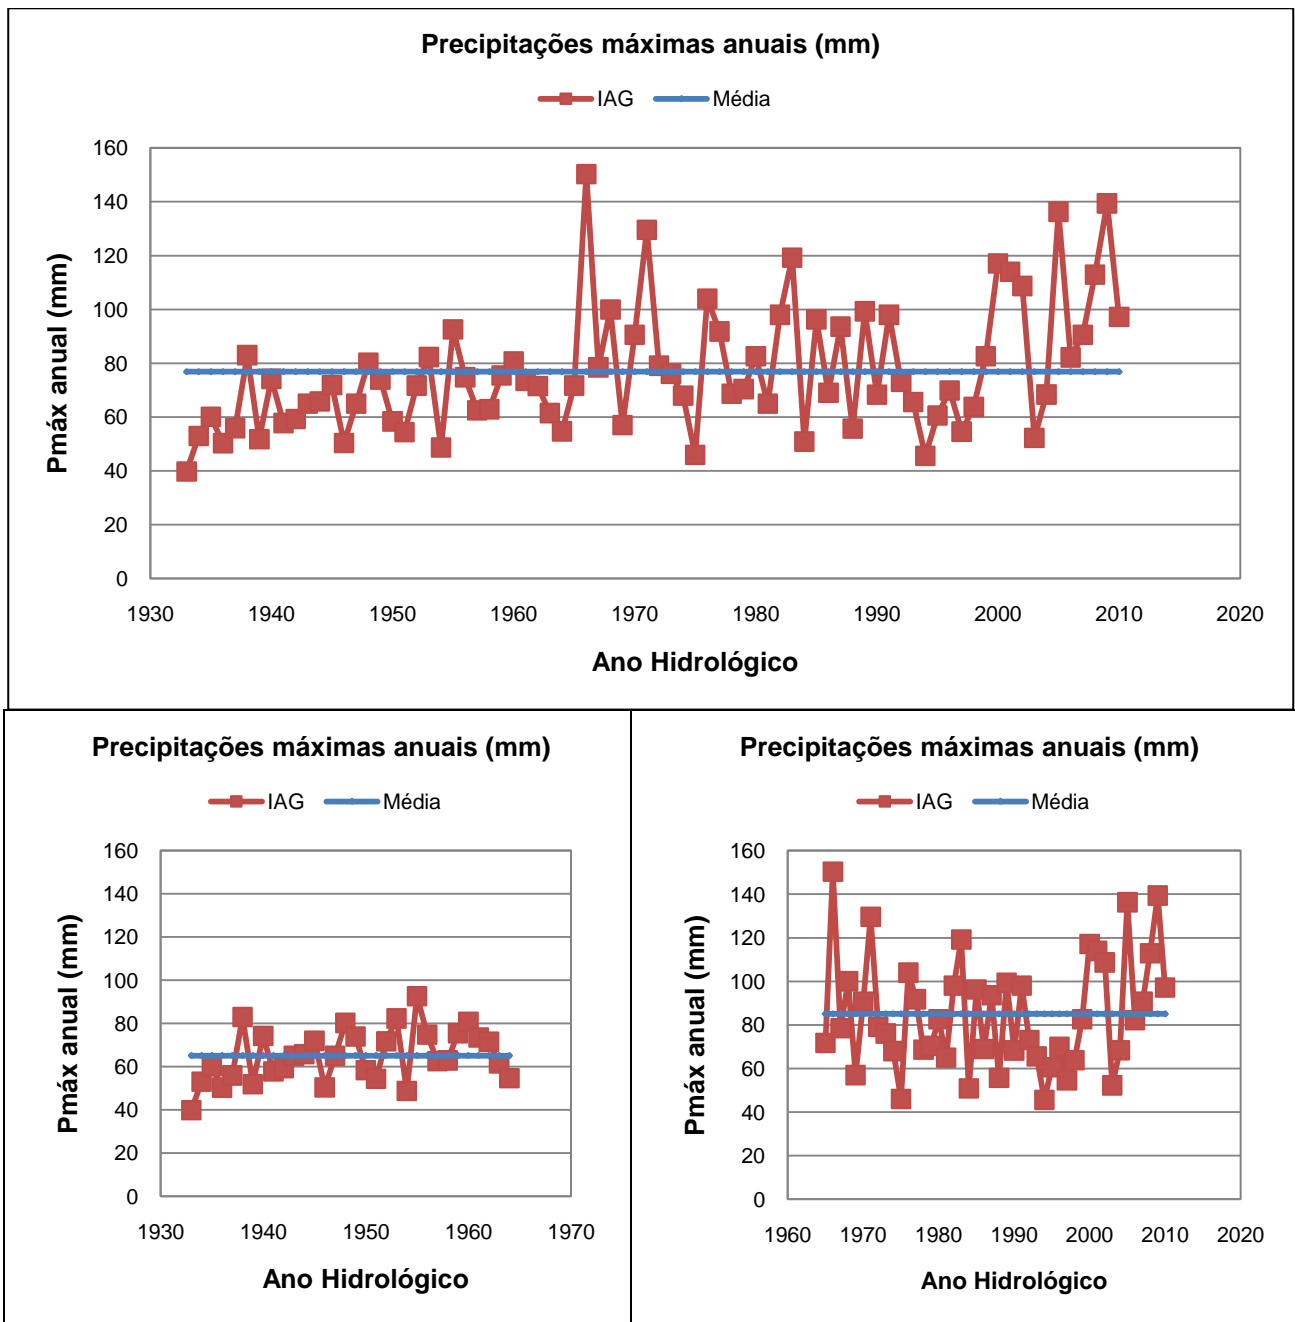 Precipitações máximas anuais (mm)
IAG Média
160
140
120
100
80
60
40
20
0
Pmáx anual (mm)
1930 1940 1950 1960 1970 1980 1990 2000 2010 2020
Ano Hidrológico
Precipitações máximas anuais (mm)
IAG Média
160
140
120
100
80
60
40
20
0
Pmáx anual (mm)
1930 1940 1950 1960 1970
Ano Hidrológico
Precipitações máximas anuais (mm)
IAG Média
160
140
120
100
80
60
40
20
0
Pmáx anual (mm)
1960 1970 1980 1990 2000 2010 2020
Ano Hidrológico